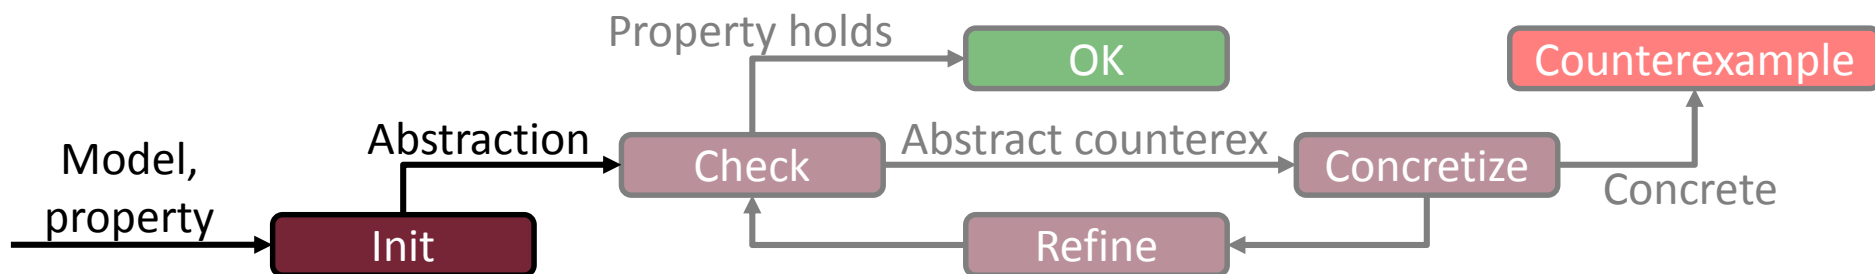 Model,
property
Init
Abstraction
Check
Property holds
OK
Abstract counterex
Concretize
Concrete
Counterexample
Refine